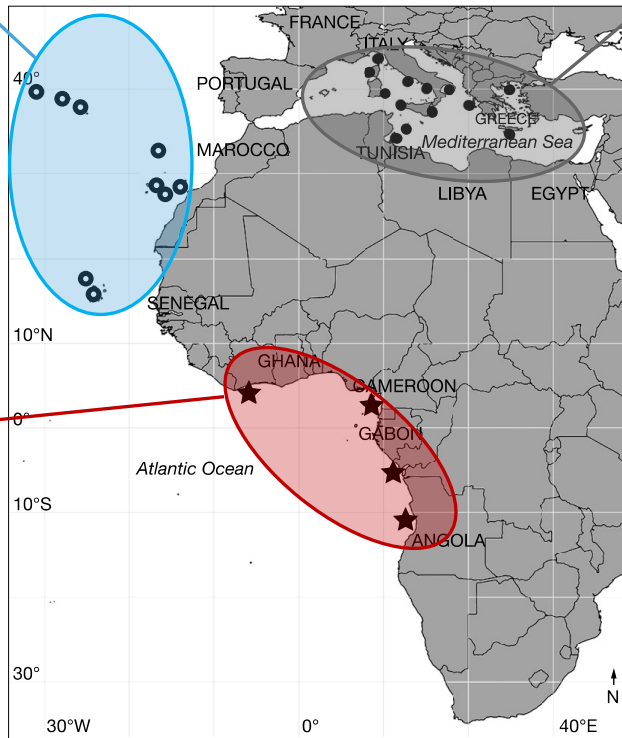 FRANCE
ITALY
40°
PORTUGAL
GREECE
Mediterranean Sea
MAROCCO
TUNISIA
LIBYA
EGYPT
SENEGAL
10°N
GHANA
CAMEROON
0°
GABON
Atlantic Ocean
10°S
ANGOLA
30°
N
30°W
0°
40°E